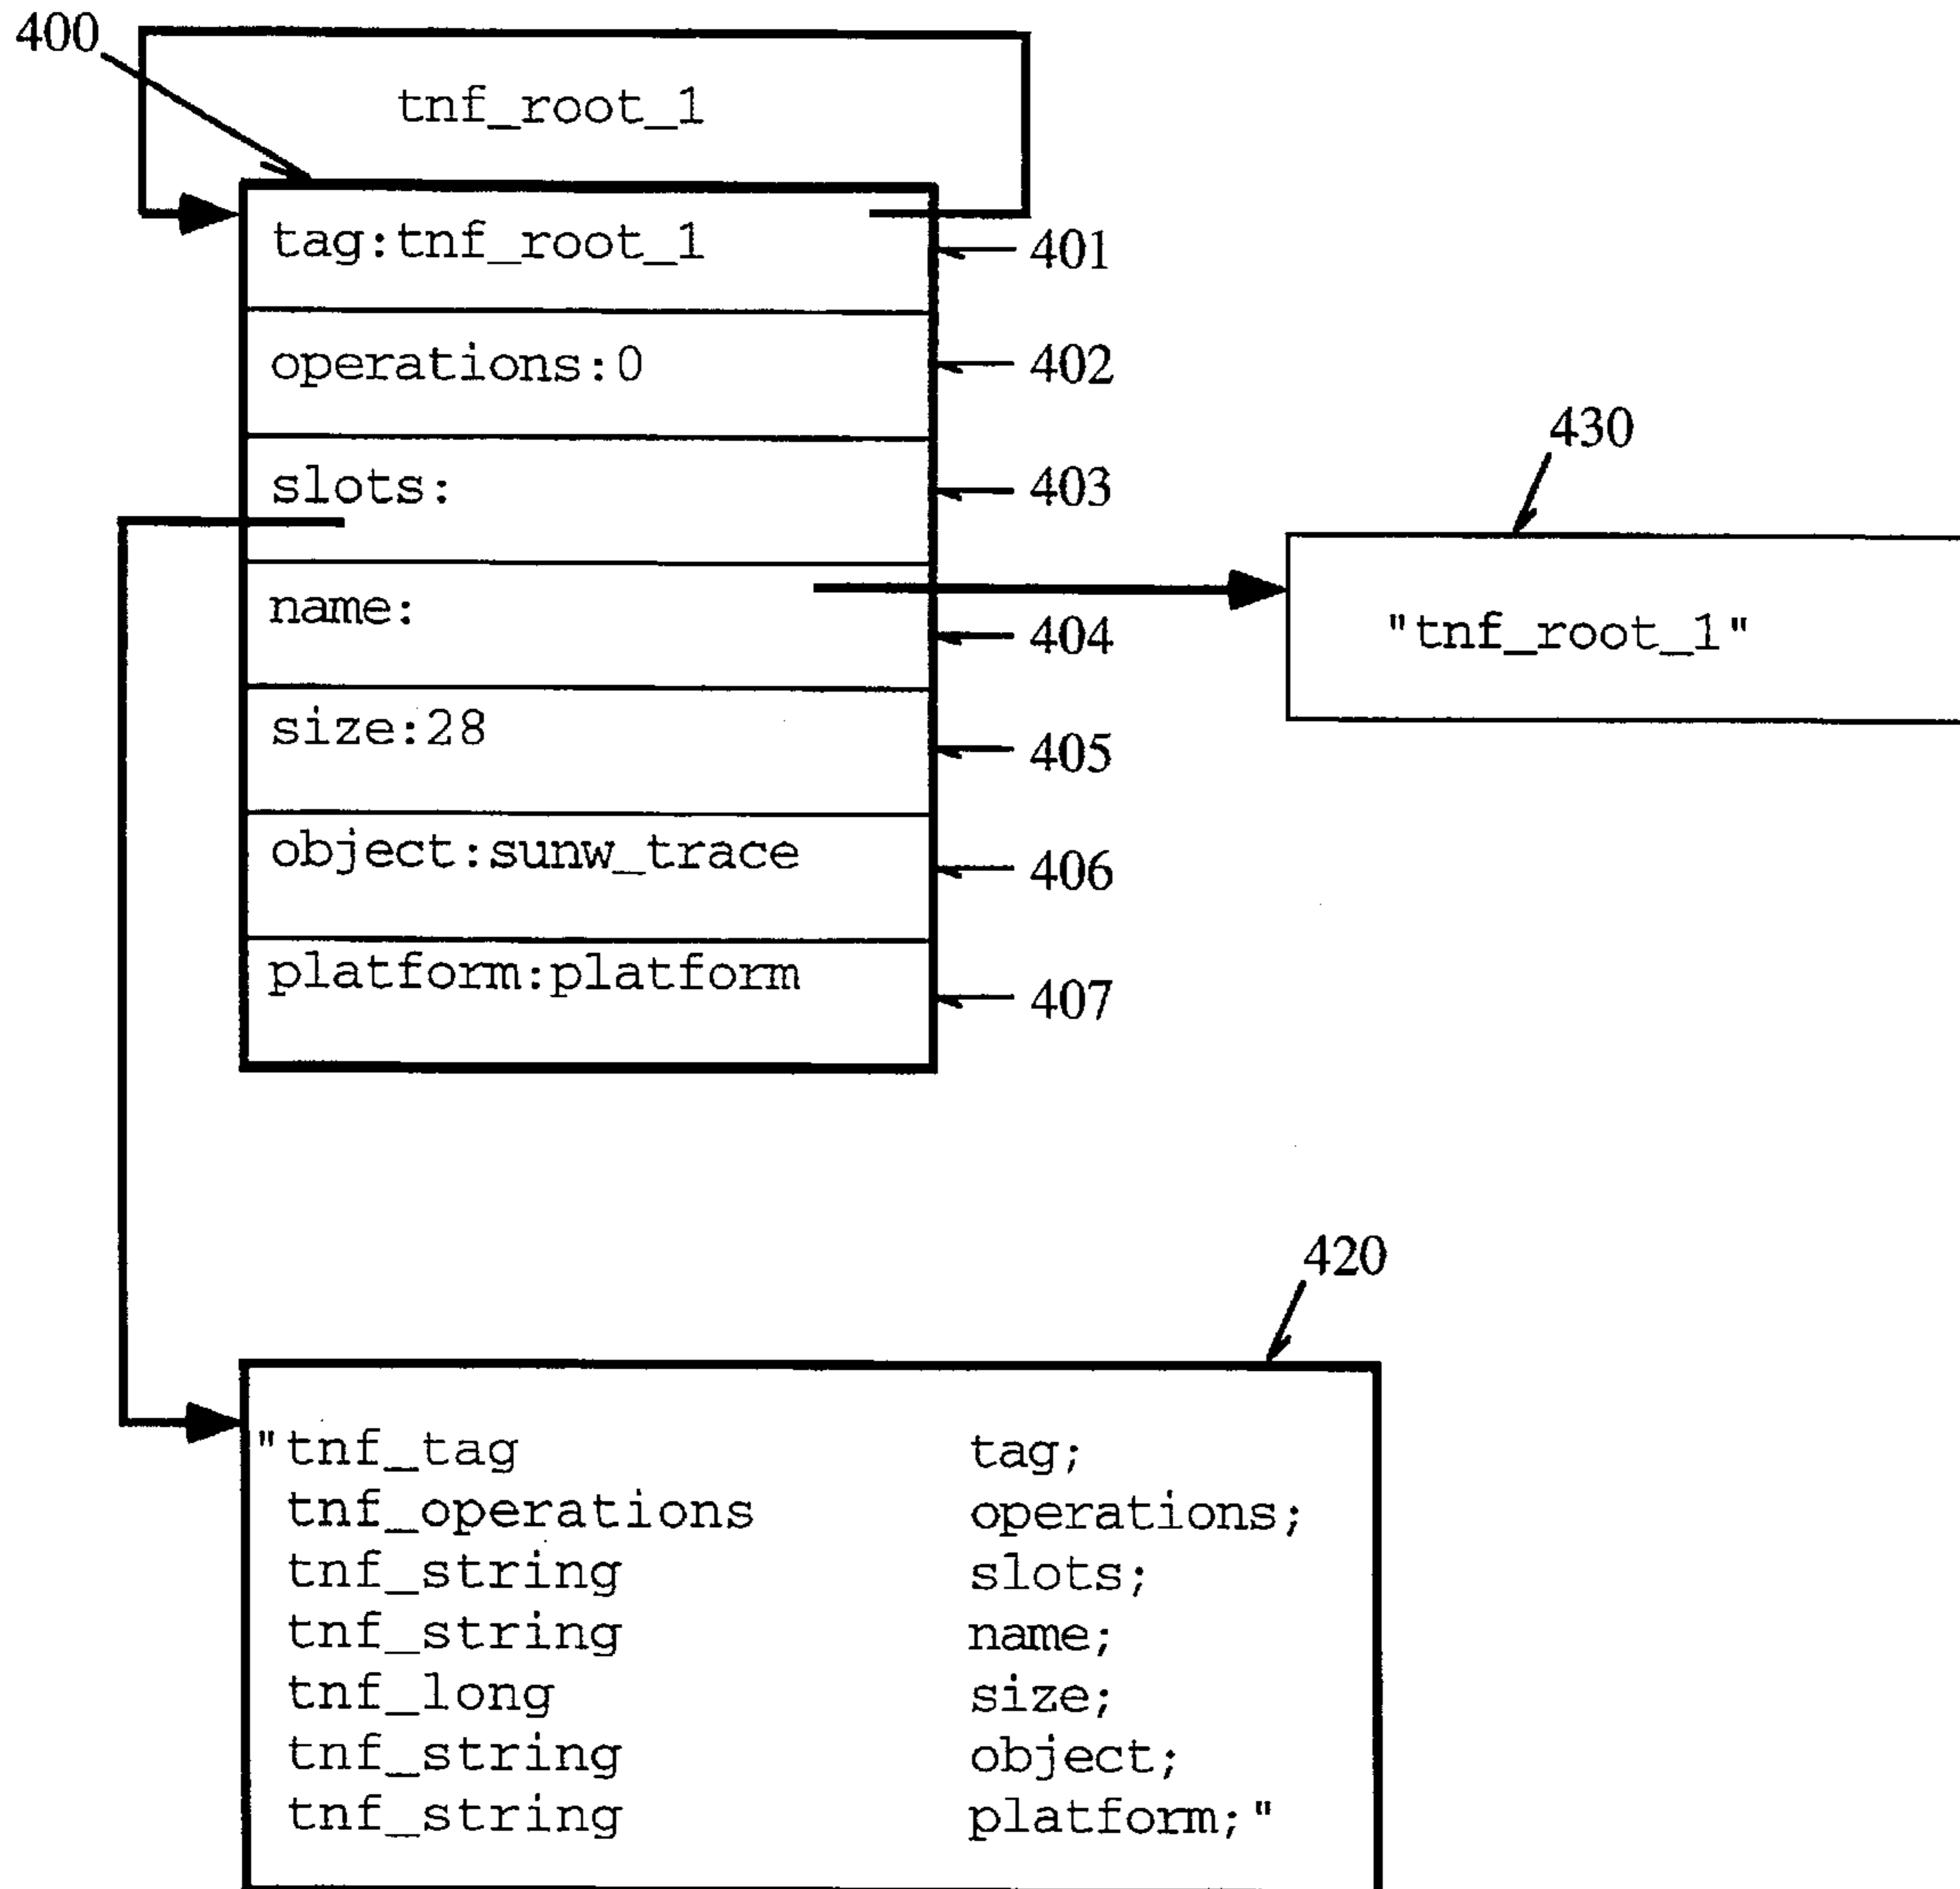 400
tnf_root_1
tag:tnf_root_1
401
operations:0
402
slots:
403
name:
404
size:28
405
object:sunw_trace
406
platform:platform
407
430
"tnf_root_1"
420
"tnf_tag tag;
tnf_operations operations;
tnf_string slots;
tnf_string name;
tnf_long size;
tnf_string object;
tnf_string platform;"